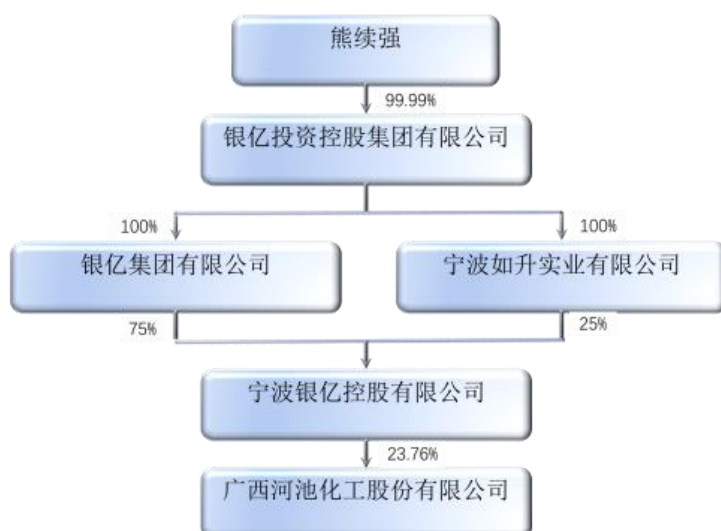 熊续强
99.99%
银亿投资控股集团有限公司
100%
100%
银亿集团有限公司
宁波如升实业有限公司
75%
25%
宁波银亿控股有限公司
23.76%
广西河池化工股份有限公司